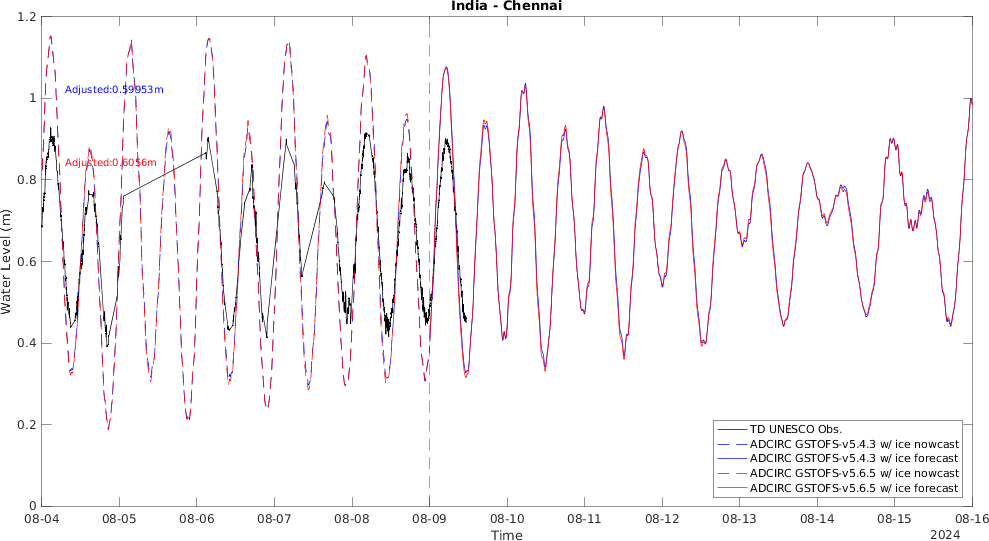 India - Chennai
1.2
1
0.8
0.6
0.4
0.2
0
Water Level (m)
Adjusted:0.59953m
Adjusted:0.6056m
TD UNESCO Obs.
ADCIRC GSTOFS-v5.4.3 w/ ice nowcast
ADCIRC GSTOFS-v5.4.3 w/ ice forecast
ADCIRC GSTOFS-v5.6.5 w/ ice nowcast
ADCIRC GSTOFS-v5.6.5 w/ ice forecast
08-04 08-05 08-06 08-07 08-08 08-09 08-10 08-11 08-12 08-13 08-14 08-15 08-16
Time
2024